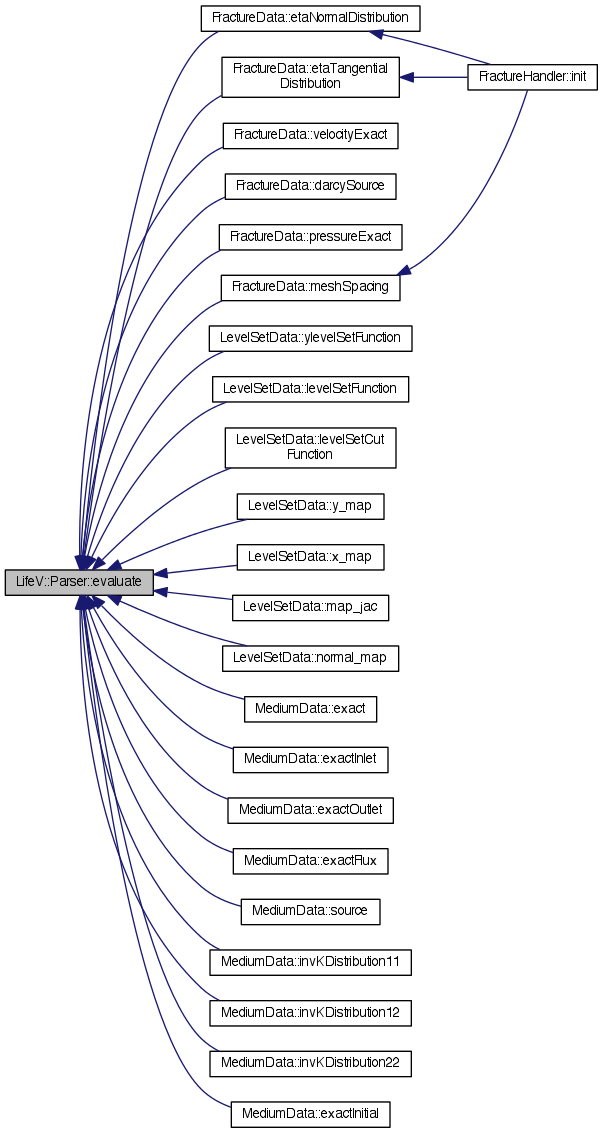 FractureData::etaNormalDistribution
FractureData::etaTangential
Distribution
FractureHandler::init
FractureData::velocityExact
FractureData::darcySource
FractureData::pressureExact
FractureData::meshSpacing
LevelSetData::ylevelSetFunction
LevelSetData::levelSetFunction
LevelSetData::levelSetCut
Function
LevelSetData::y_map
LevelSetData::x_map
LifeV::Parser::evaluate
LevelSetData::map_jac
LevelSetData::normal_map
MediumData::exact
MediumData::exactInlet
MediumData::exactOutlet
MediumData::exactFlux
MediumData::source
MediumData::invKDistribution11
MediumData::invKDistribution12
MediumData::invKDistribution22
MediumData::exactInitial